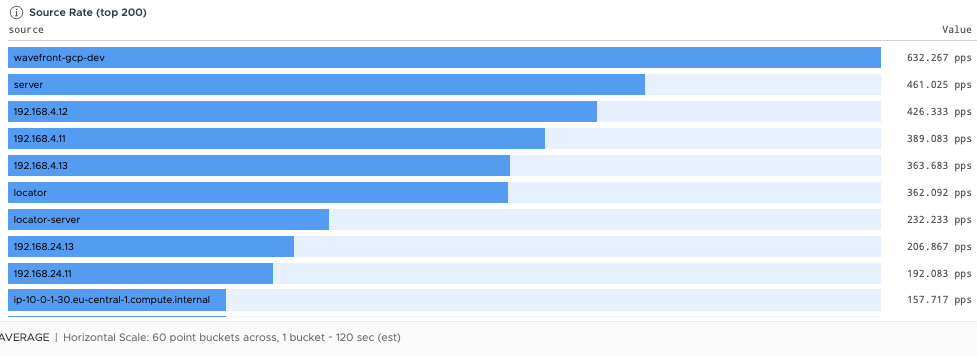 Source Rate (top 200)
source Value
wavefront-gcp-dev 632.267 pps
server 461.025 pps
192.168.4.12 426.333 pps
192.168.4.11 389.083 pps
192.168.4.13 363.683 pps
locator 362.092 pps
locator-server 232.233 pps
192.168.24.13 206.867 pps
192.168.24.11 192.083 pps
ip-10-0-1-30.eu-central-1.compute.internal 157.717 pps
AVERAGE | Horizontal Scale: 60 point buckets across, 1 bucket - 120 sec (est)